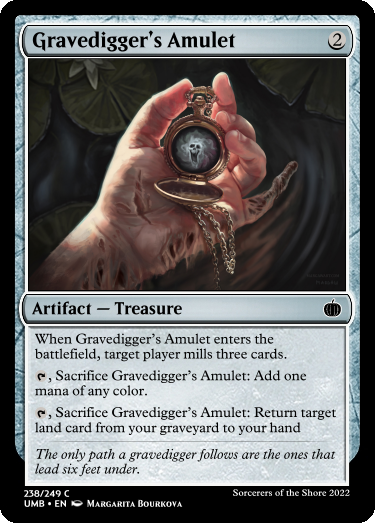 Gravedigger's Amulet 2
Artifact — Treasure
When Gravedigger's Amulet enters the
battlefield, target player mills three cards.
, Sacrifice Gravedigger's Amulet: Add one
mana of any color.
, Sacrifice Gravedigger's Amulet: Return target
land card from your graveyard to your hand
The only path a gravedigger follows are the ones that
lead six feet under.
238/249 C
UMB • EN Margarita Bourkova
Sorcerers of the Shore 2022